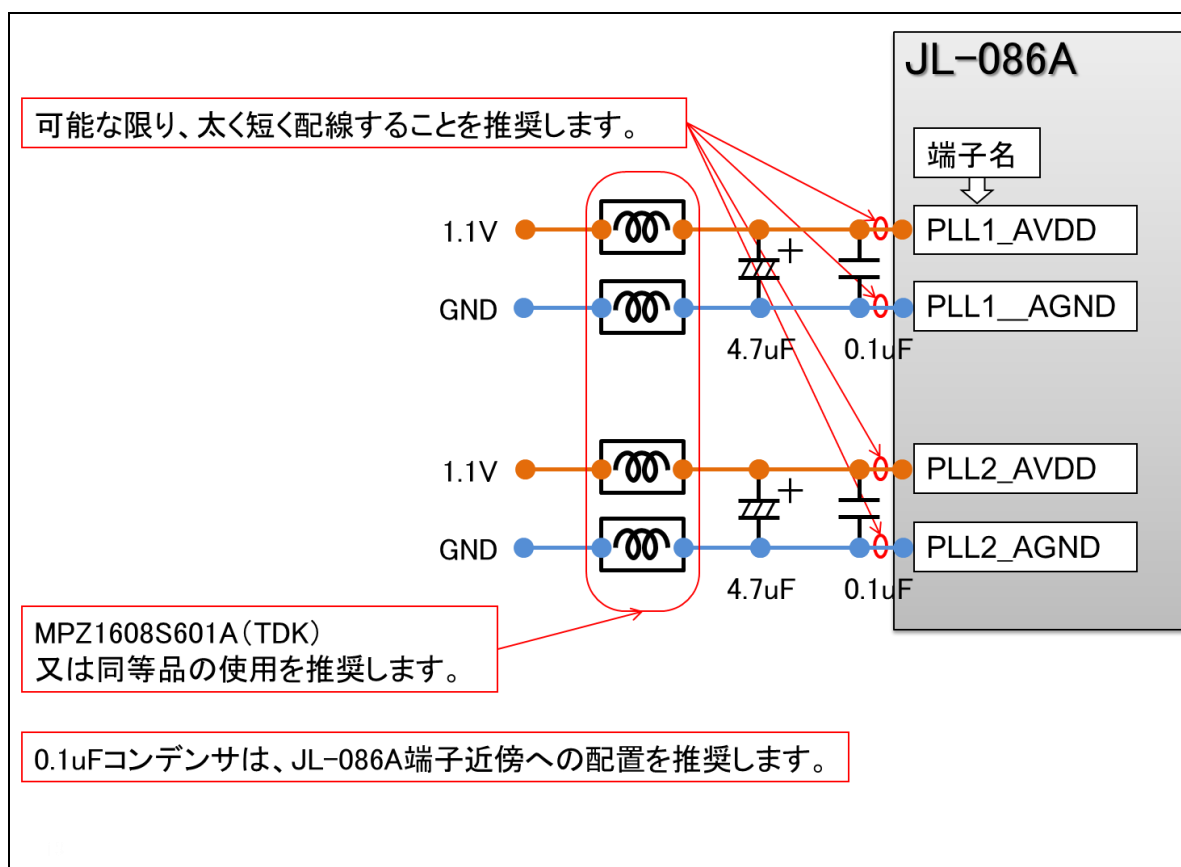 JL-086A
可能な限り、太く短く配線することを推奨します。
端子名
1.1V
PLL1_AVDD
+
GND
PLL1__AGND
4.7uF
0.1uF
1.1V
PLL2_AVDD
+
GND
PLL2_AGND
4.7uF
0.1uF
MPZ1608S601A（TDK）
又は同等品の使用を推奨します。
0.1uFコンデンサは、JL-086A端子近傍への配置を推奨します。